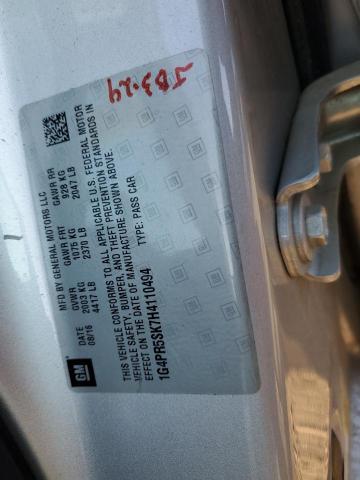 JB3-24
MFD BY GENERAL MOTORS LLC
DATE GVWR GAWR FRT GAWR RR
08/16 2003 KG 1075 KG 928 KG
4417 LB 2370 LB 2047 LB
THIS VEHICLE CONFORMS TO ALL APPLICABLE U.S. FEDERAL MOTOR
VEHICLE SAFETY, BUMPER, AND THEFT PREVENTION STANDARDS IN
EFFECT ON THE DATE OF MANUFACTURE SHOWN ABOVE.
TYPE: PASS CAR
1G4PR5SK7H4110494
GM